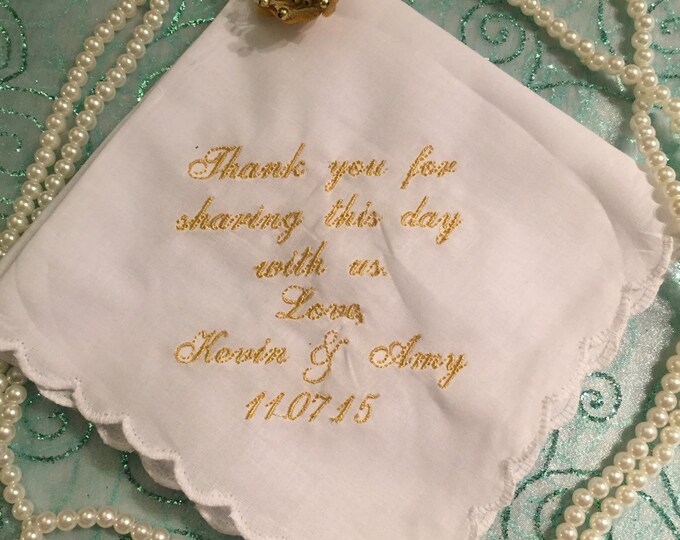 Thank you for
sharing this day
with us.
Love,
Kevin & Amy
11.07.15